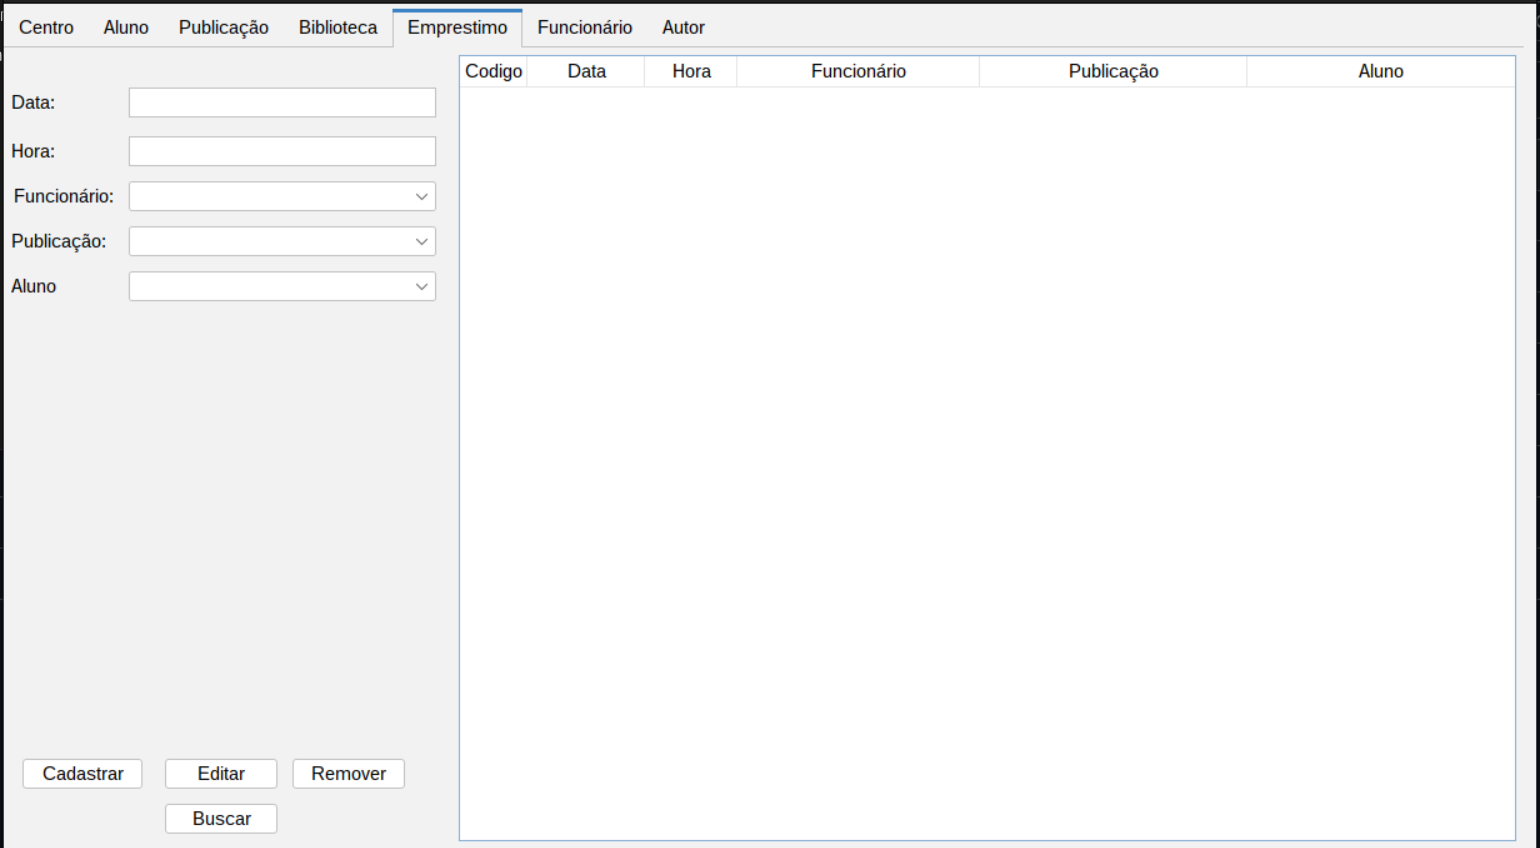 Centro Aluno Publicação Biblioteca Emprestimo Funcionário Autor
Codigo Data Hora Funcionário Publicação Aluno
Data:
Hora:
Funcionário:
Publicação:
Aluno
Cadastrar Editar Remover
Buscar